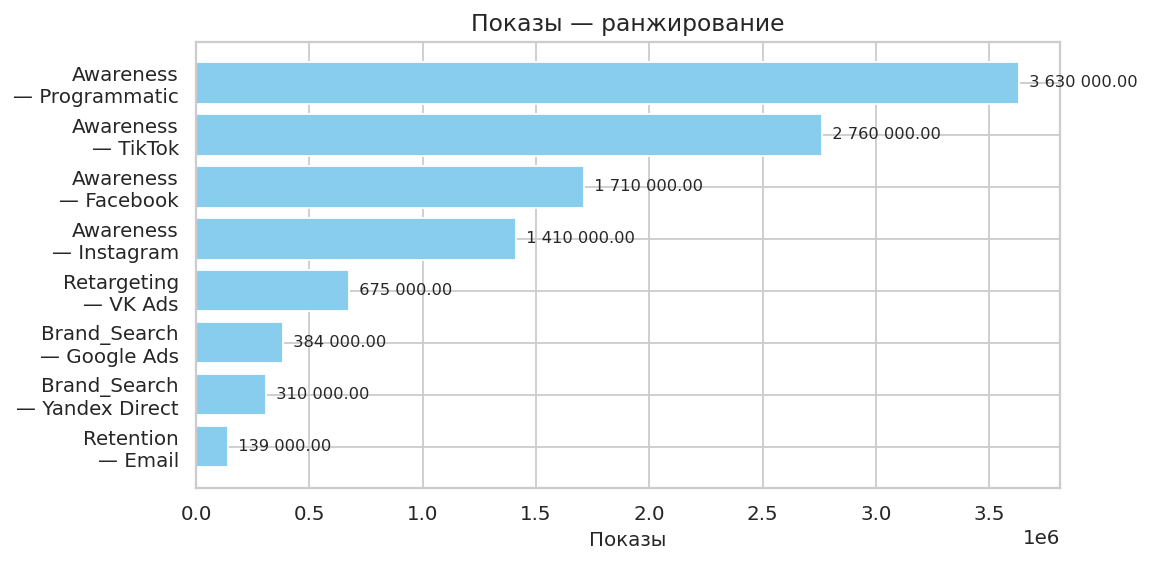 Показы — ранжирование
Awareness
— Programmatic
3 630 000.00
Awareness
— TikTok
2 760 000.00
Awareness
— Facebook
1 710 000.00
Awareness
— Instagram
1 410 000.00
Retargeting
— VK Ads
675 000.00
Brand_Search
— Google Ads
384 000.00
Brand_Search
— Yandex Direct
310 000.00
Retention
— Email
139 000.00
0.0 0.5 1.0 1.5 2.0 2.5 3.0 3.5
1e6
Показы